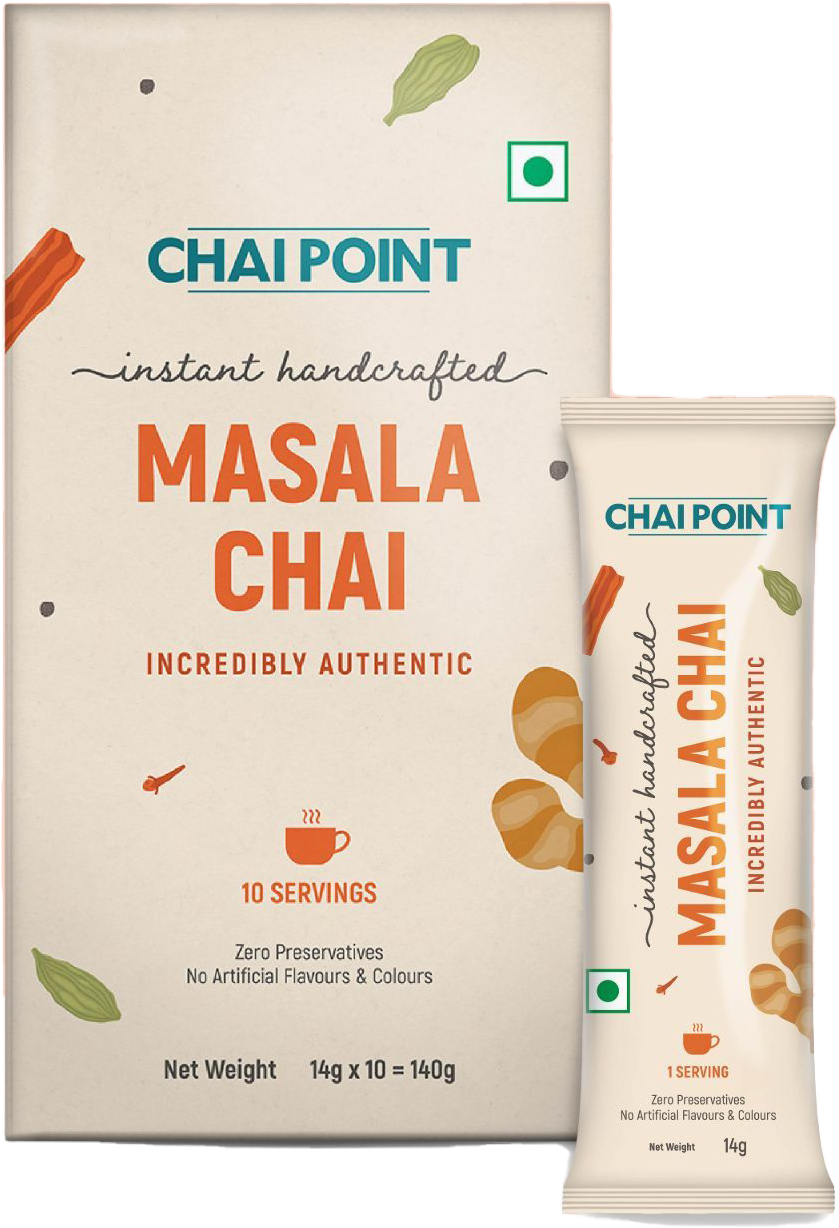 CHAI POINT
instant handcrafted
MASALA
CHAI
INCREDIBLY AUTHENTIC
10 SERVINGS
Zero Preservatives
No Artificial Flavours & Colours
Net Weight 14g x 10 = 140g
CHAI POINT
instant handcrafted
MASALA CHAI
INCREDIBLY AUTHENTIC
1 SERVING
Zero Preservatives
No Artificial Flavours & Colours
Net Weight 14g